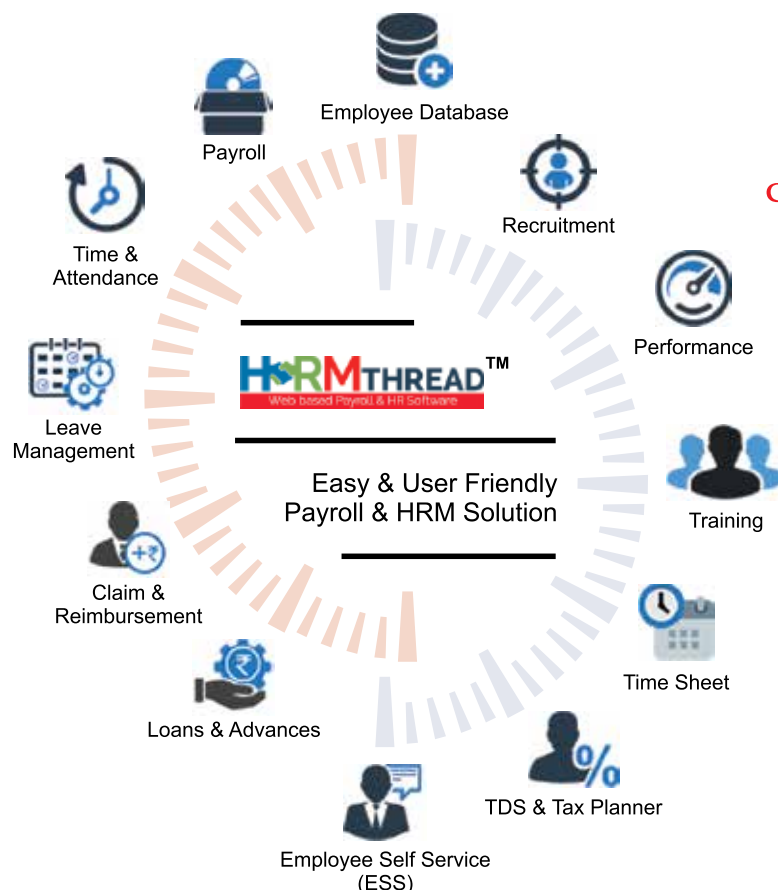 Employee Database
Payroll
Recruitment
Time &
Attendance
Performance
HRMTHREAD™
Web based Payroll & HR Software
Leave
Management
Easy & User Friendly
Payroll & HRM Solution
Training
Claim &
Reimbursement
Time Sheet
Loans & Advances
TDS & Tax Planner
Employee Self Service
(ESS)